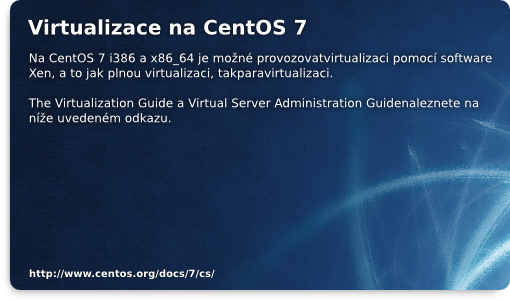 Virtualizace na CentOS 7
Na CentOS 7 i386 a x86_64 je možné provozovatvirtualizaci pomocí software
Xen, a to jak plnou virtualizaci, takparavirtualizaci.
The Virtualization Guide a Virtual Server Administration Guidenaleznete na
níže uvedeném odkazu.
http://www.centos.org/docs/7/cs/